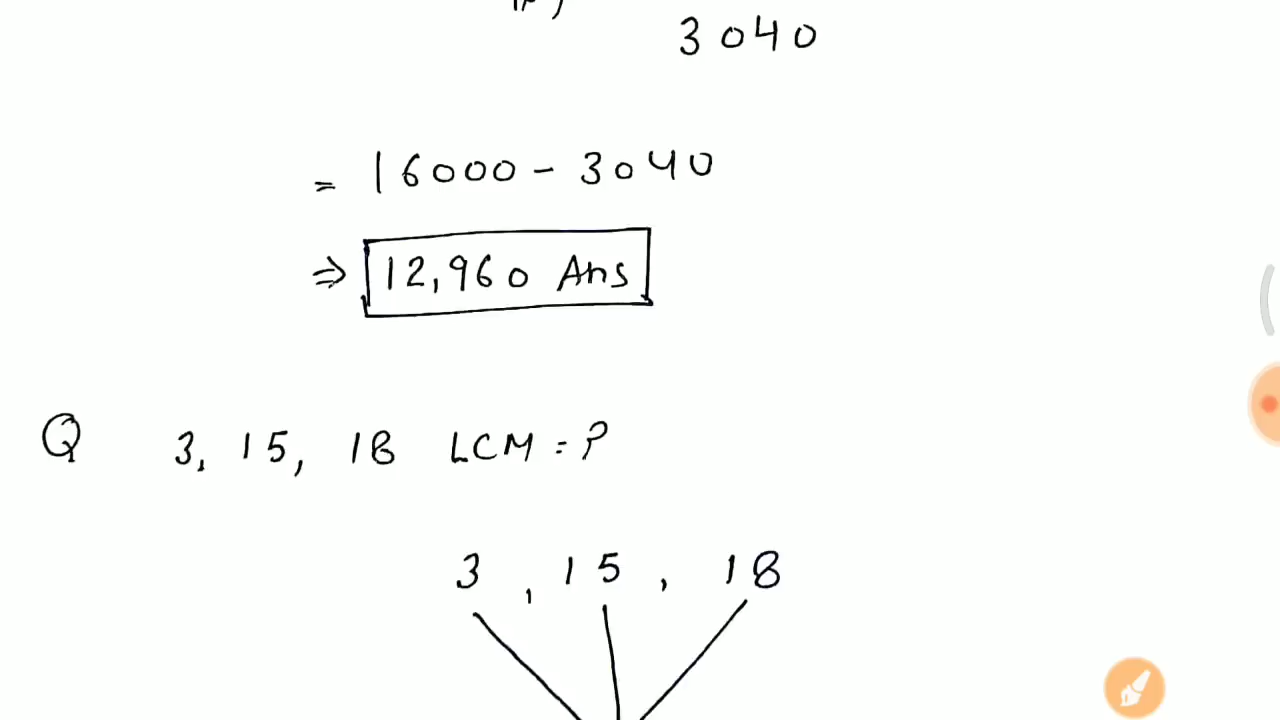 3040
= 16000 - 3040
⇒ 12,960 Ans
Q 3, 15, 18 LCM = ?
3 , 15 , 18